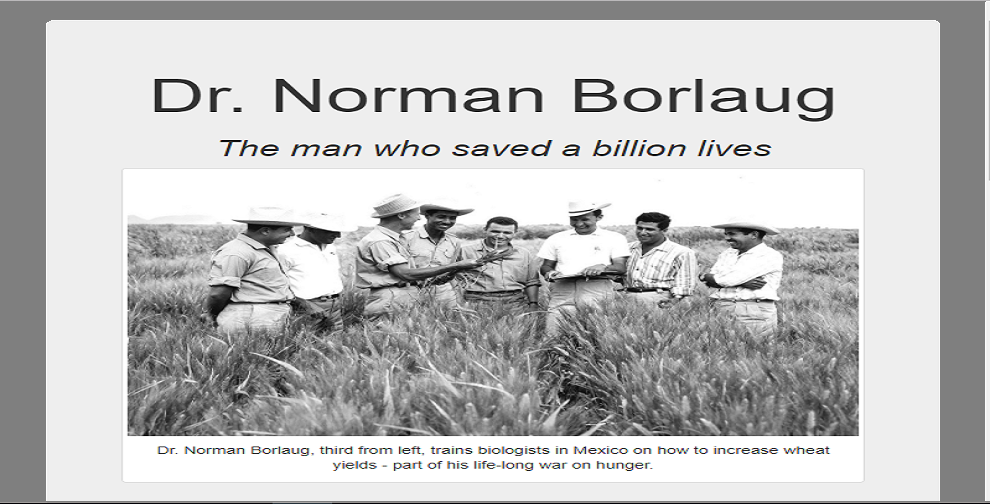 Dr. Norman Borlaug
The man who saved a billion lives
Dr. Norman Borlaug, third from left, trains biologists in Mexico on how to increase wheat
yields - part of his life-long war on hunger.